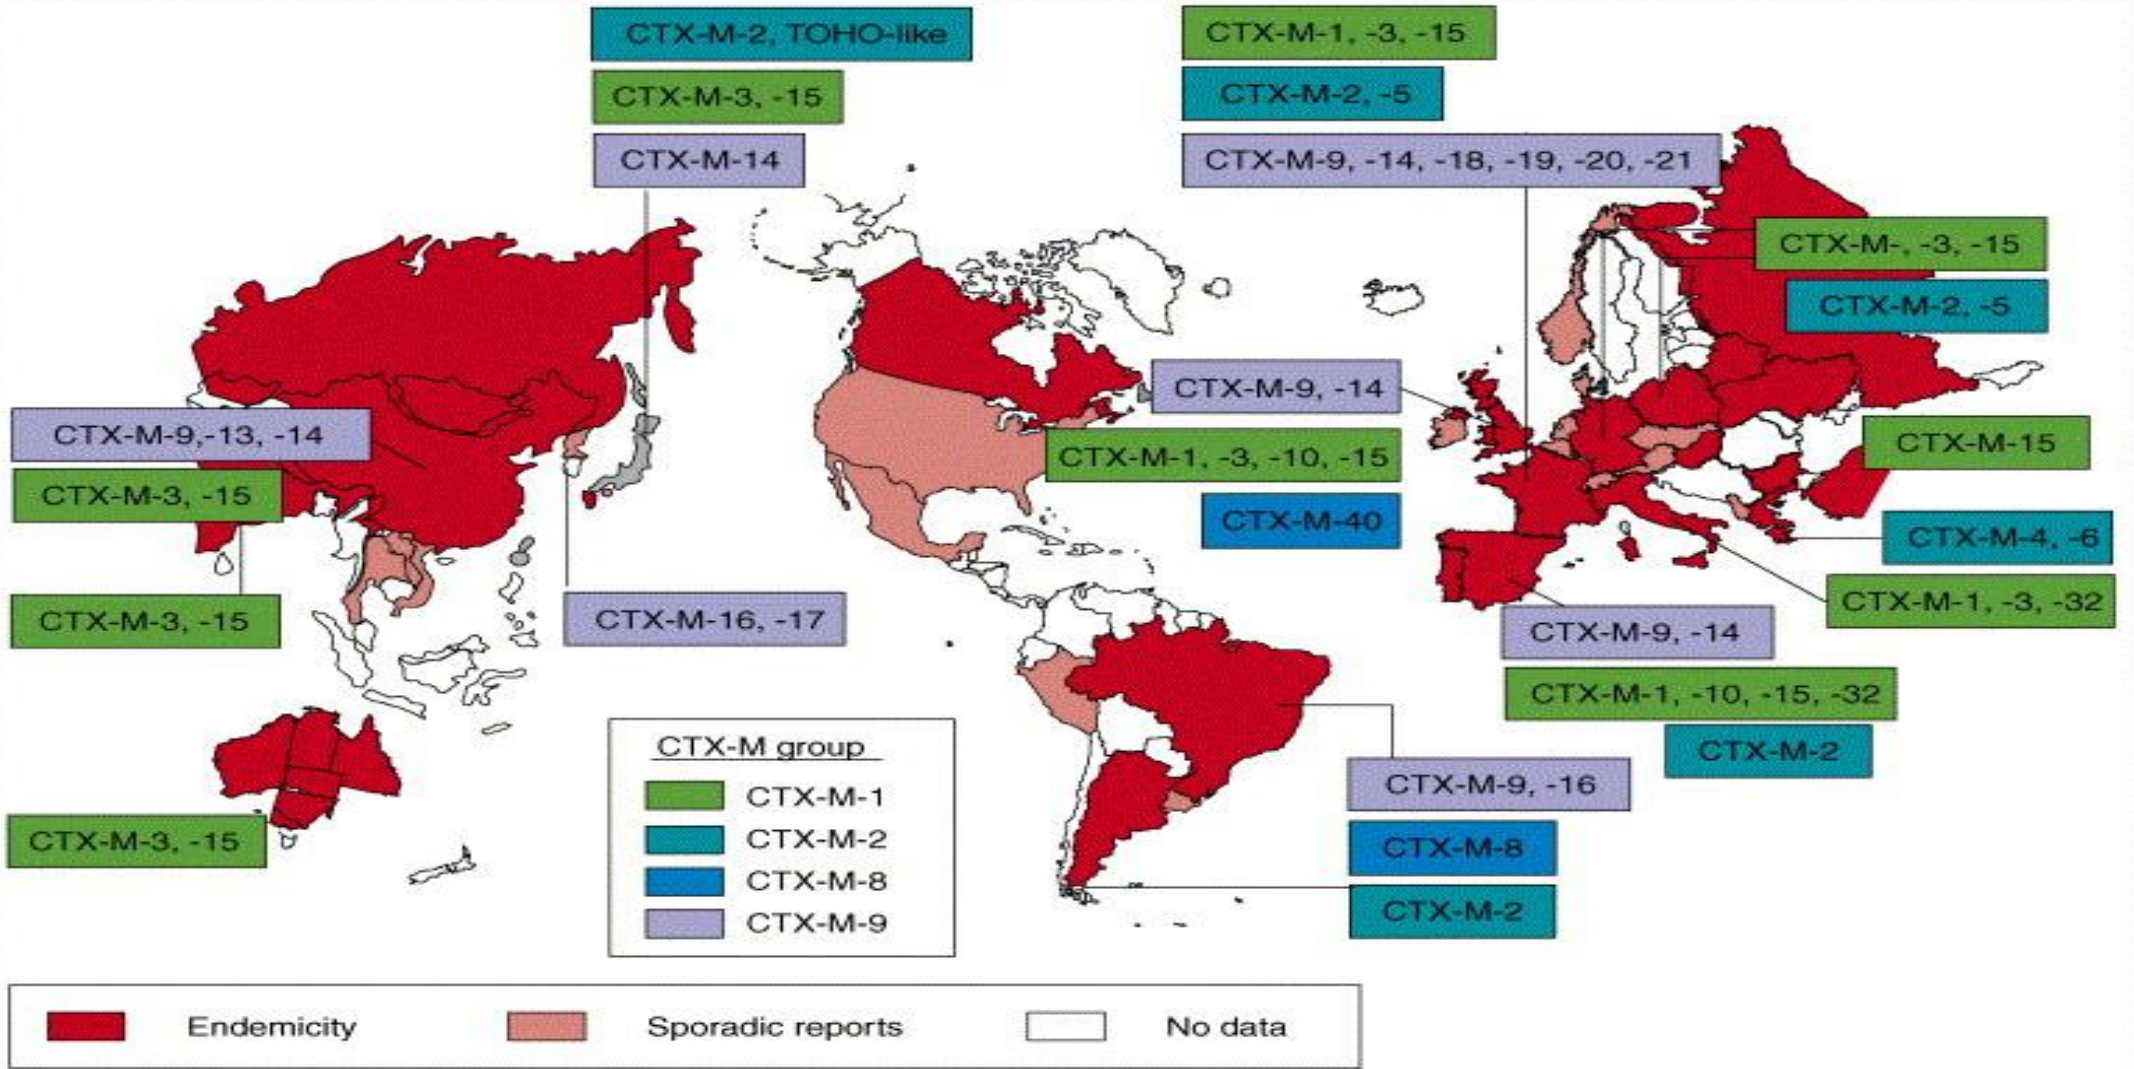 CTX-M-2, TOHO-like
CTX-M-3, -15
CTX-M-14
CTX-M-1, -3, -15
CTX-M-2, -5
CTX-M-9, -14, -18, -19, -20, -21
CTX-M-, -3, -15
CTX-M-2, -5
CTX-M-9,-13, -14
CTX-M-3, -15
CTX-M-3, -15
CTX-M-16, -17
CTX-M-3, -15
CTX-M-9, -14
CTX-M-1, -3, -10, -15
CTX-M-40
CTX-M-15
CTX-M-4, -6
CTX-M-1, -3, -32
CTX-M-9, -14
CTX-M-1, -10, -15, -32
CTX-M-2
CTX-M-9, -16
CTX-M-8
CTX-M-2
CTX-M group
CTX-M-1
CTX-M-2
CTX-M-8
CTX-M-9
Endemicity
Sporadic reports
No data